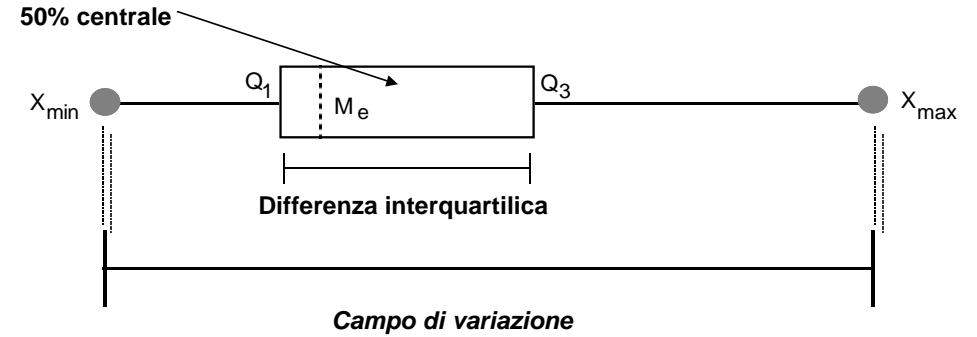 50% centrale
Q1
Q3
Xmin
Me
Xmax
Differenza interquartilica
Campo di variazione